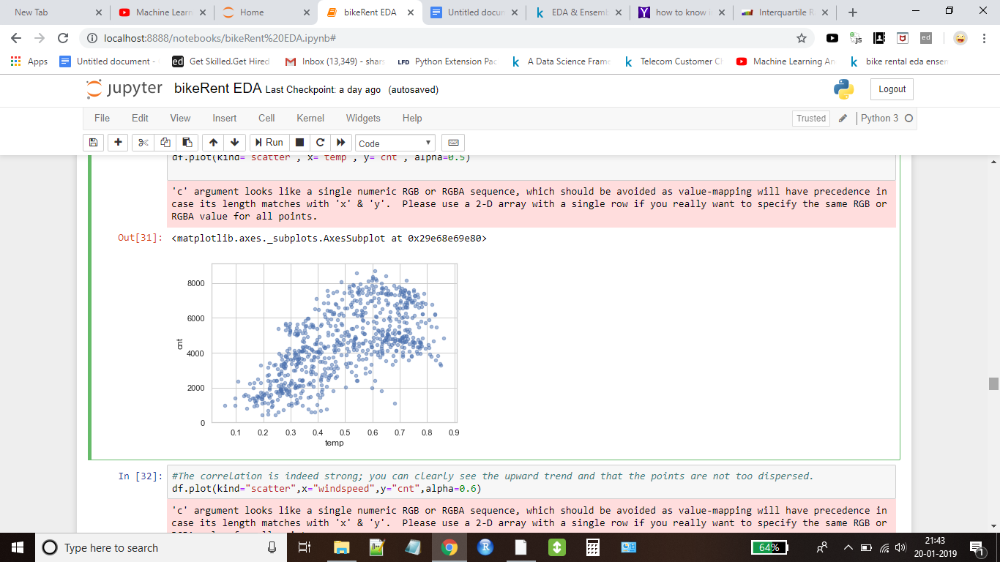 New Tab
Machine Learn
Home
bikeRent EDA
Untitled docun
EDA & Ensemb
how to know i
Interquartile R
localhost:8888/notebooks/bikeRent%20EDA.ipynb#
Apps
Untitled document -
Get Skilled.Get Hired
Inbox (13,349) - shars
LFD Python Extension Pac
A Data Science Frame
Telecom Customer Ch
Machine Learning An
bike rental eda ensem
jupyter bikeRent EDA Last Checkpoint: a day ago (autosaved)
Logout
File Edit View Insert Cell Kernel Widgets Help
Trusted Python 3
Run Code
df.plot(kind="scatter", x="temp", y="cnt", alpha=0.5)
'c' argument looks like a single numeric RGB or RGBA sequence, which should be avoided as value-mapping will have precedence in
case its length matches with 'x' & 'y'.  Please use a 2-D array with a single row if you really want to specify the same RGB or
RGBA value for all points.
Out[31]: <matplotlib.axes._subplots.AxesSubplot at 0x29e68e69e80>
8000
6000
4000
2000
0
cnt
0.1 0.2 0.3 0.4 0.5 0.6 0.7 0.8 0.9
temp
In [32]: #The correlation is indeed strong; you can clearly see the upward trend and that the points are not too dispersed.
df.plot(kind="scatter",x="windspeed",y="cnt",alpha=0.6)
'c' argument looks like a single numeric RGB or RGBA sequence, which should be avoided as value-mapping will have precedence in
case its length matches with 'x' & 'y'.  Please use a 2-D array with a single row if you really want to specify the same RGB or
Type here to search
64%
21:43
20-01-2019
1